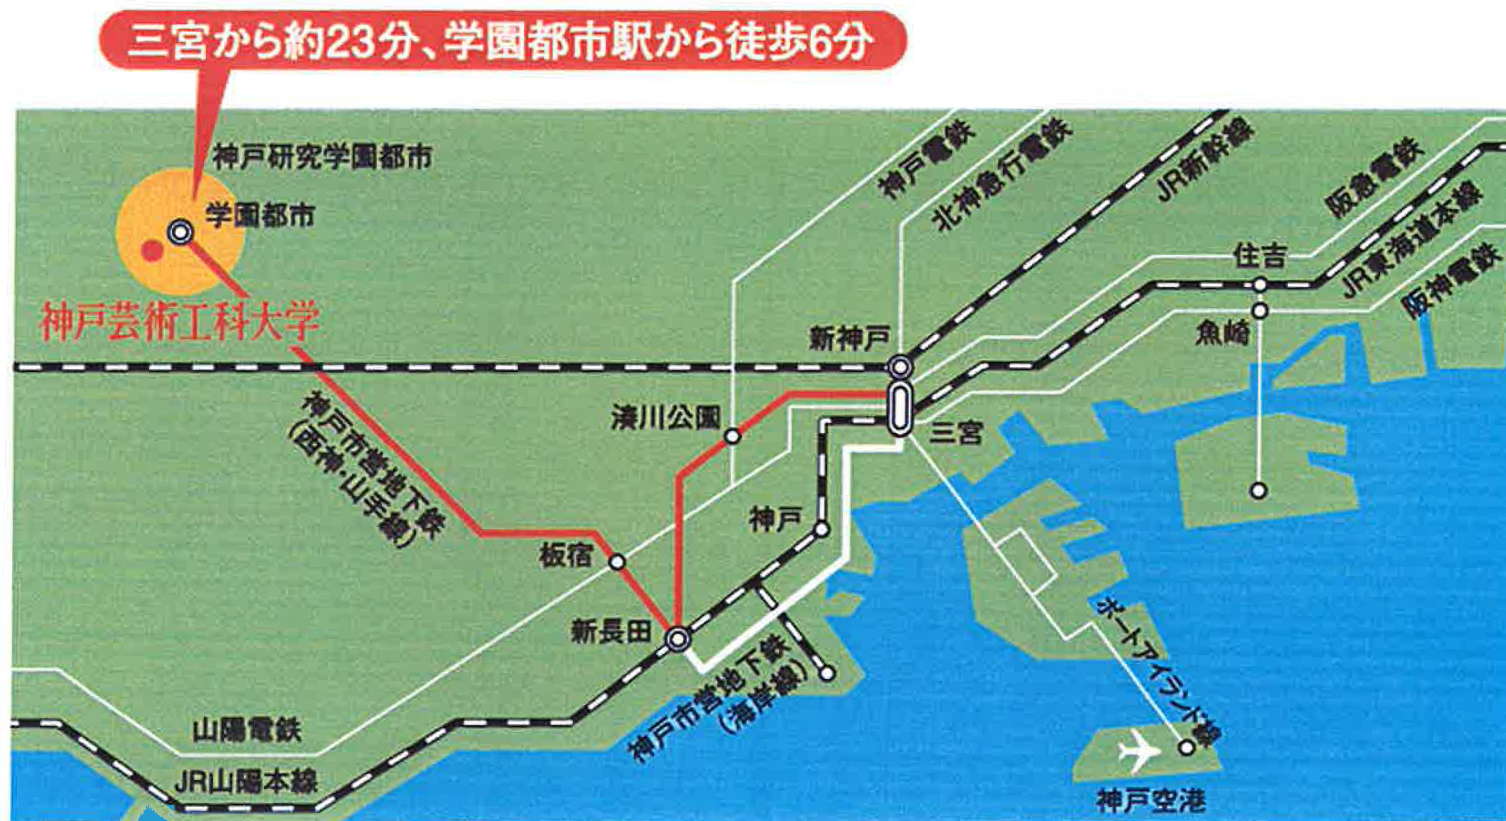 三宮から約23分、学園都市駅から徒歩6分
神戸研究学園都市
学園都市
神戸芸術工科大学
神戸電鉄
北神急行電鉄
JR新幹線
阪急電鉄
JR東海道本線
阪神電鉄
住吉
魚崎
新神戸
湊川公園
三宮
神戸市営地下鉄
(西神・山手線)
神戸
板宿
新長田
神戸市営地下鉄
(海岸線)
ポートアイランド線
山陽電鉄
JR山陽本線
神戸空港